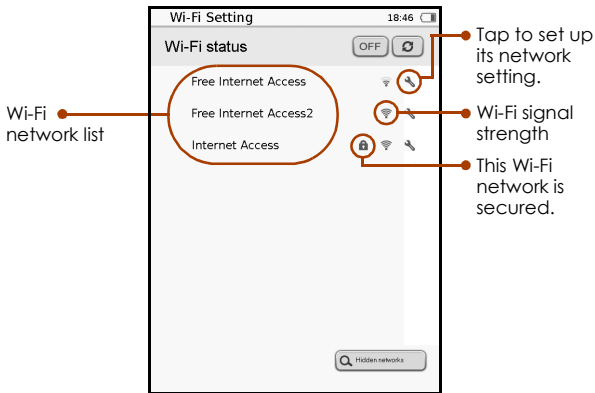 Wi-Fi Setting 18:46
Wi-Fi status OFF
Free Internet Access
Free Internet Access2
Internet Access
Hidden networks
Wi-Fi
network list
Tap to set up
its network
setting.
Wi-Fi signal
strength
This Wi-Fi
network is
secured.